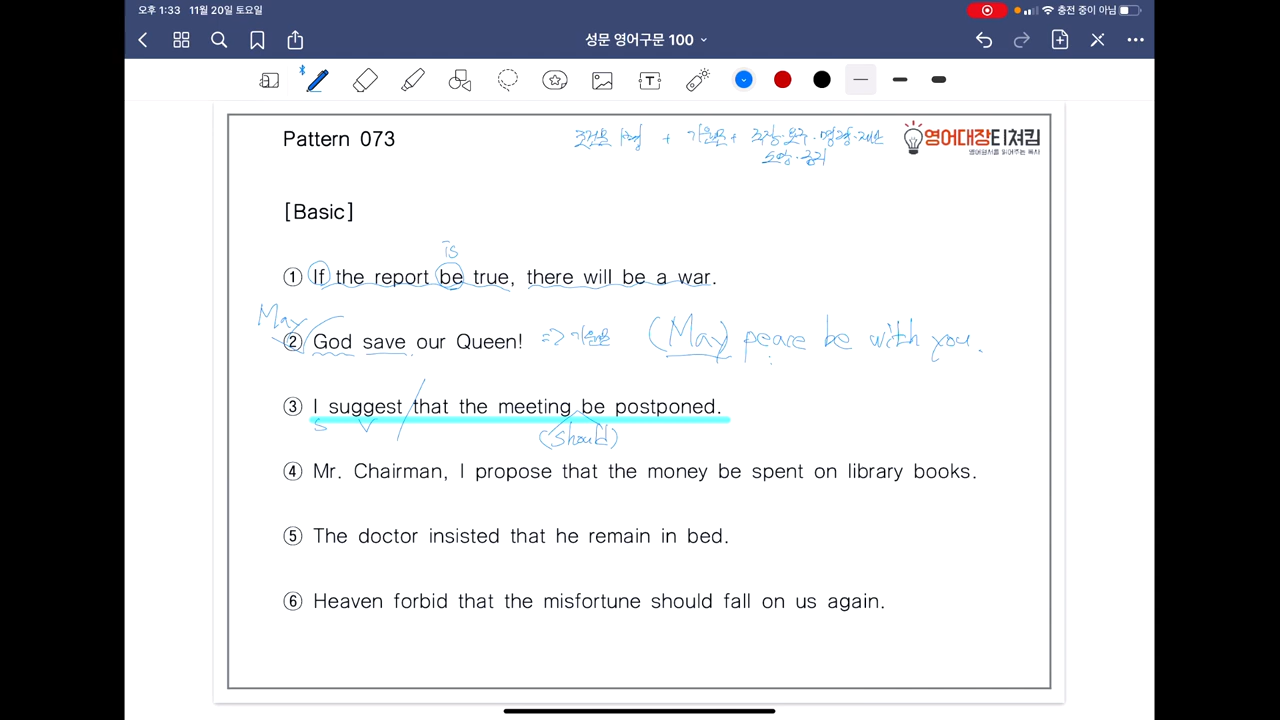 오후 1:33 11월 20일 토요일
충전 중이 아님
성문 영어구문 100
Pattern 073
조건문 if절 + 기원문 + 주장·요구·명령·제안
소망·금지
영어대장티쳐킴
[Basic]
is
① If the report be true, there will be a war.
May
② God save our Queen! => 기원문 (May) peace be with you.
③ I suggest that the meeting be postponed.
S V (should)
④ Mr. Chairman, I propose that the money be spent on library books.
⑤ The doctor insisted that he remain in bed.
⑥ Heaven forbid that the misfortune should fall on us again.